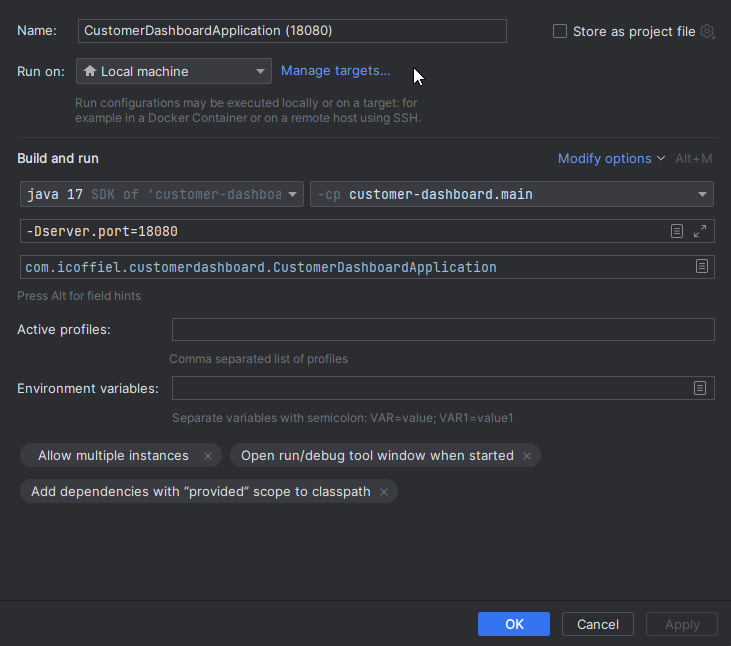 Name: CustomerDashboardApplication (18080) Store as project file
Run on: Local machine Manage targets...
Run configurations may be executed locally or on a target: for
example in a Docker Container or on a remote host using SSH.
Build and run Modify options Alt+M
java 17 SDK of 'customer-dashboa -cp customer-dashboard.main
-Dserver.port=18080
com.icoffiel.customerdashboard.CustomerDashboardApplication
Press Alt for field hints
Active profiles:
Comma separated list of profiles
Environment variables:
Separate variables with semicolon: VAR=value; VAR1=value1
Allow multiple instances × Open run/debug tool window when started ×
Add dependencies with “provided” scope to classpath ×
OK Cancel Apply